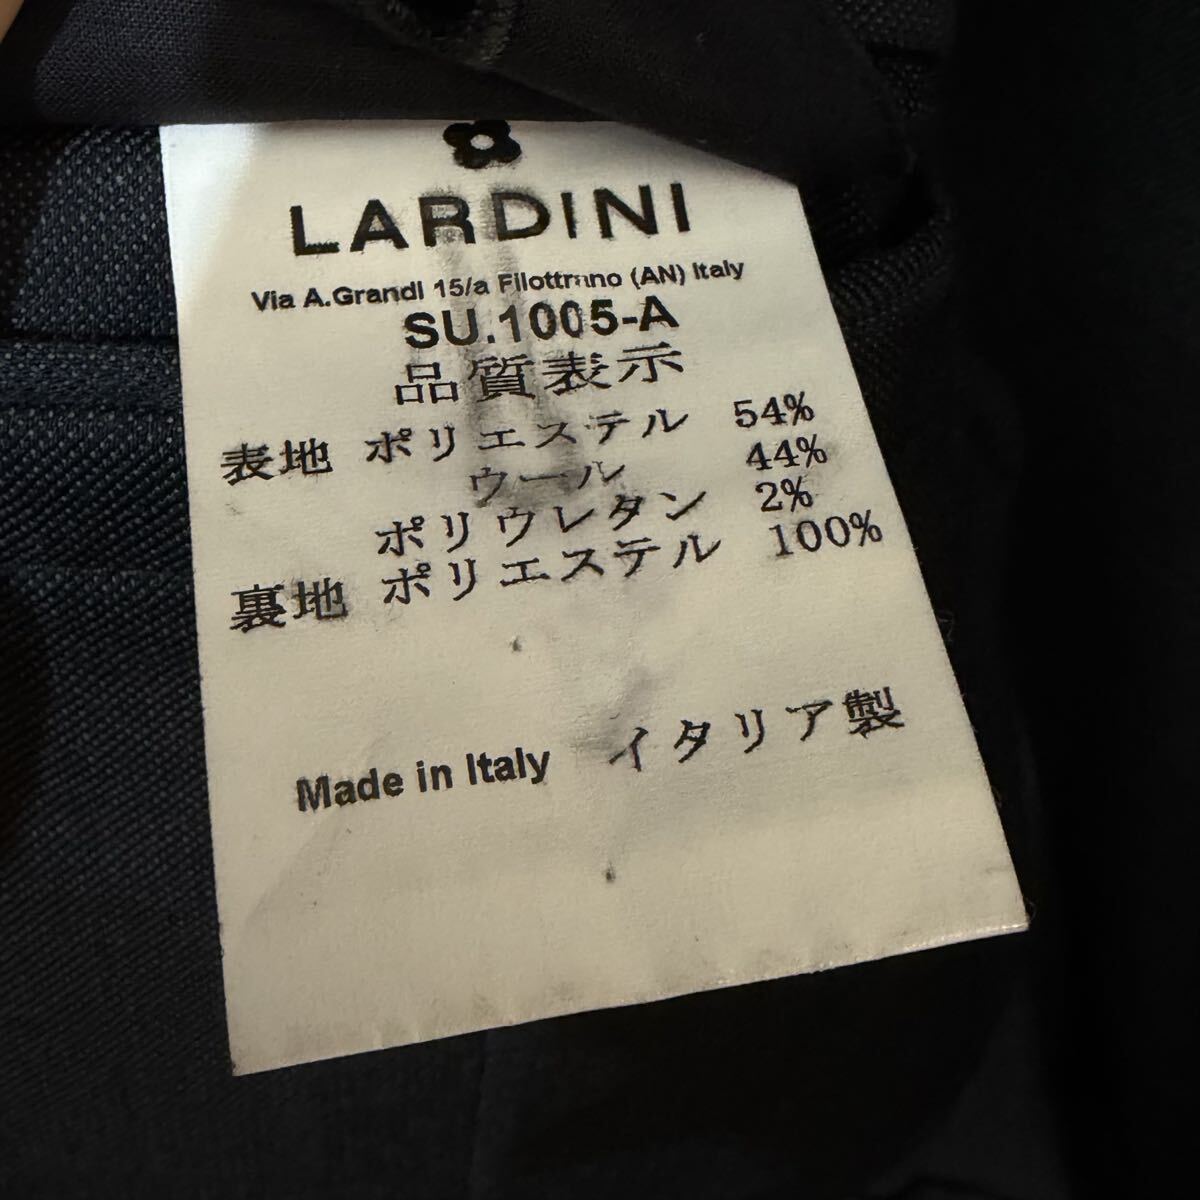 LARDINI
Via A.Grandi 15/a Filottrano (AN) Italy
SU.1005-A
品質表示
表地 ポリエステル 54%
ウール 44%
ポリウレタン 2%
裏地 ポリエステル 100%
Made in Italy イタリア製